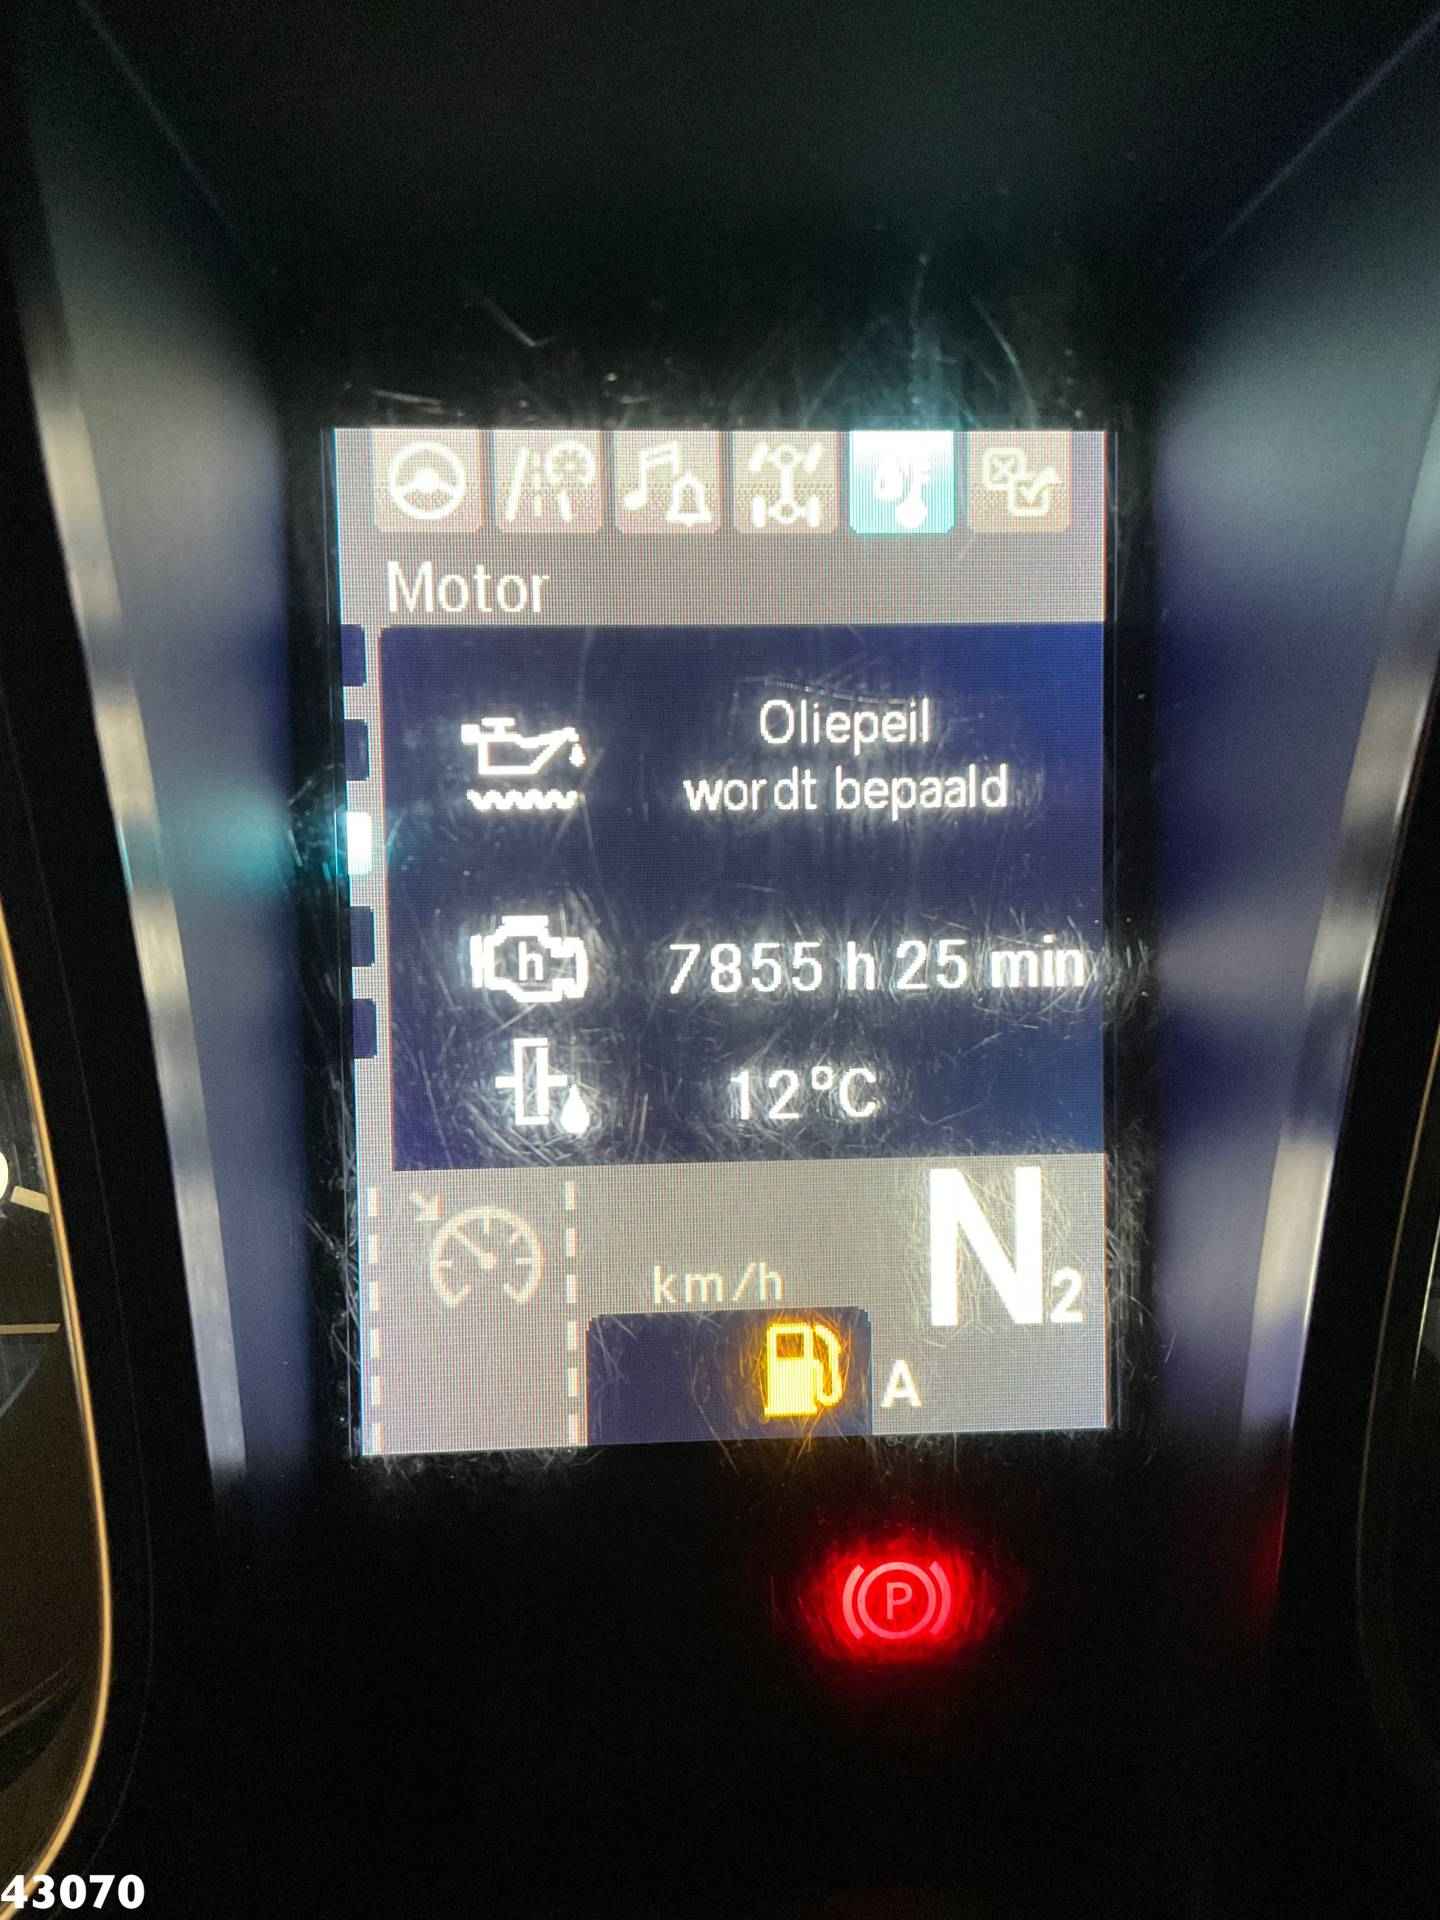 Motor
Oliepeil
wordt bepaald
h 7855 h 25 min
12°C
km/h N2
A
P
43070